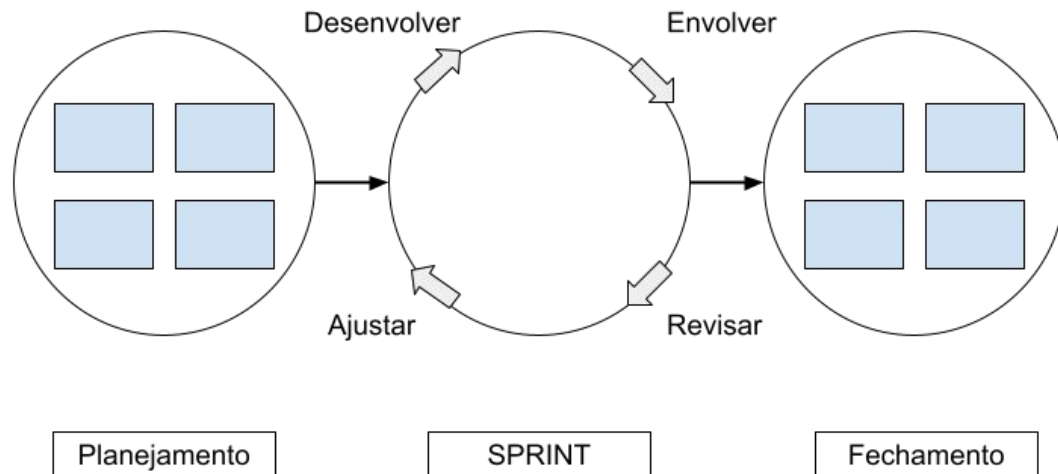 Desenvolver
Envolver
Ajustar
Revisar
Planejamento
SPRINT
Fechamento